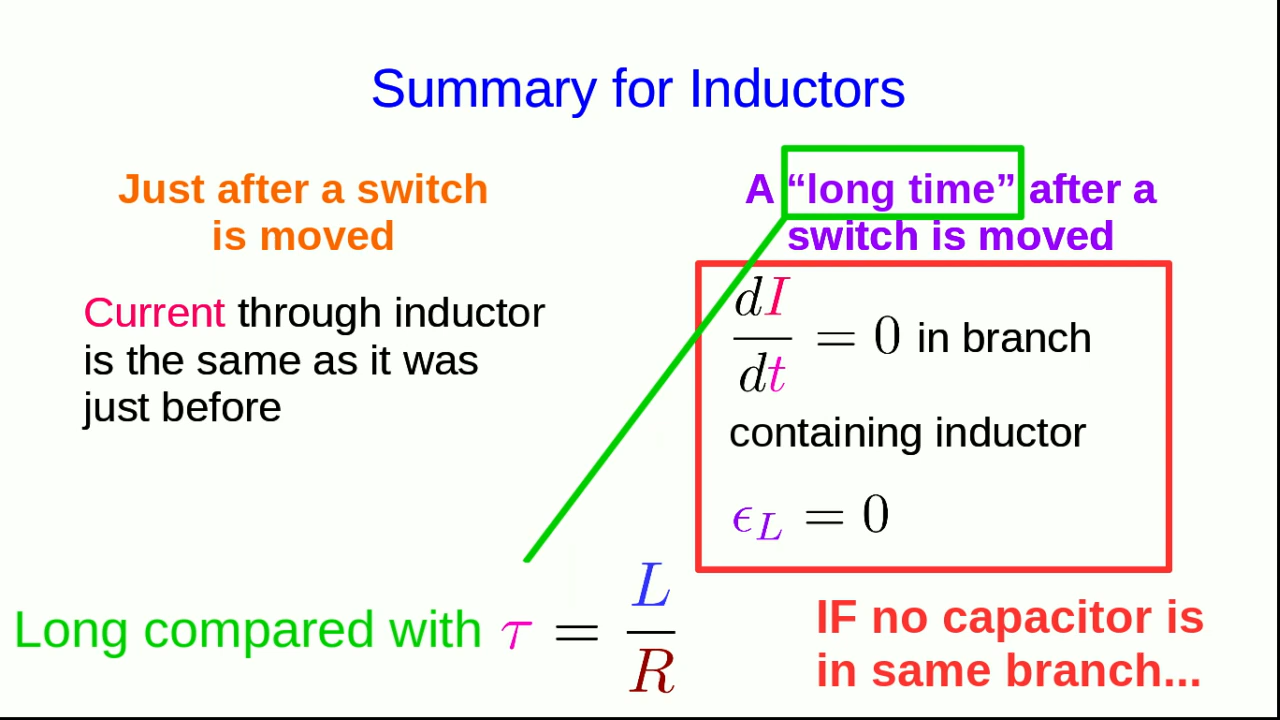 Summary for Inductors
Just after a switch
is moved
Current through inductor
is the same as it was
just before
A “long time” after a
switch is moved
dI/dt = 0 in branch
containing inductor
ϵ_L = 0
Long compared with τ = L/R
IF no capacitor is
in same branch...